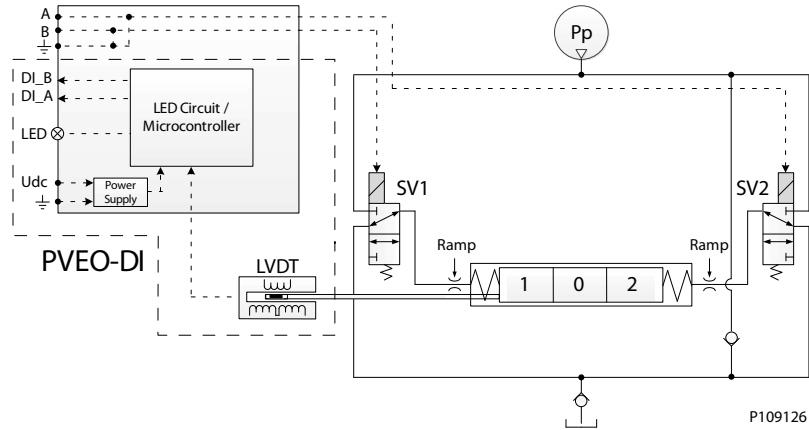 A
B
Pp
DI_B
DI_A
LED Circuit /
Microcontroller
LED
Udc
Power
Supply
SV1
SV2
PVEO-DI
LVDT
Ramp
Ramp
1 0 2
P109126